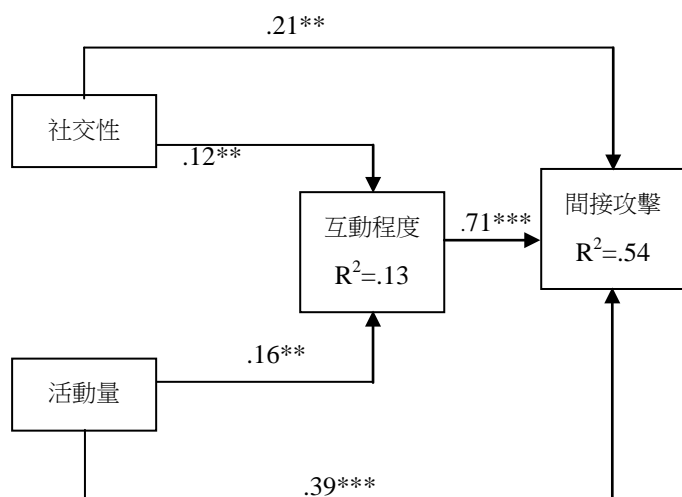 .21**
社交性
.12**
互動程度
R²=.13
.71***
間接攻擊
R²=.54
.16**
活動量
.39***